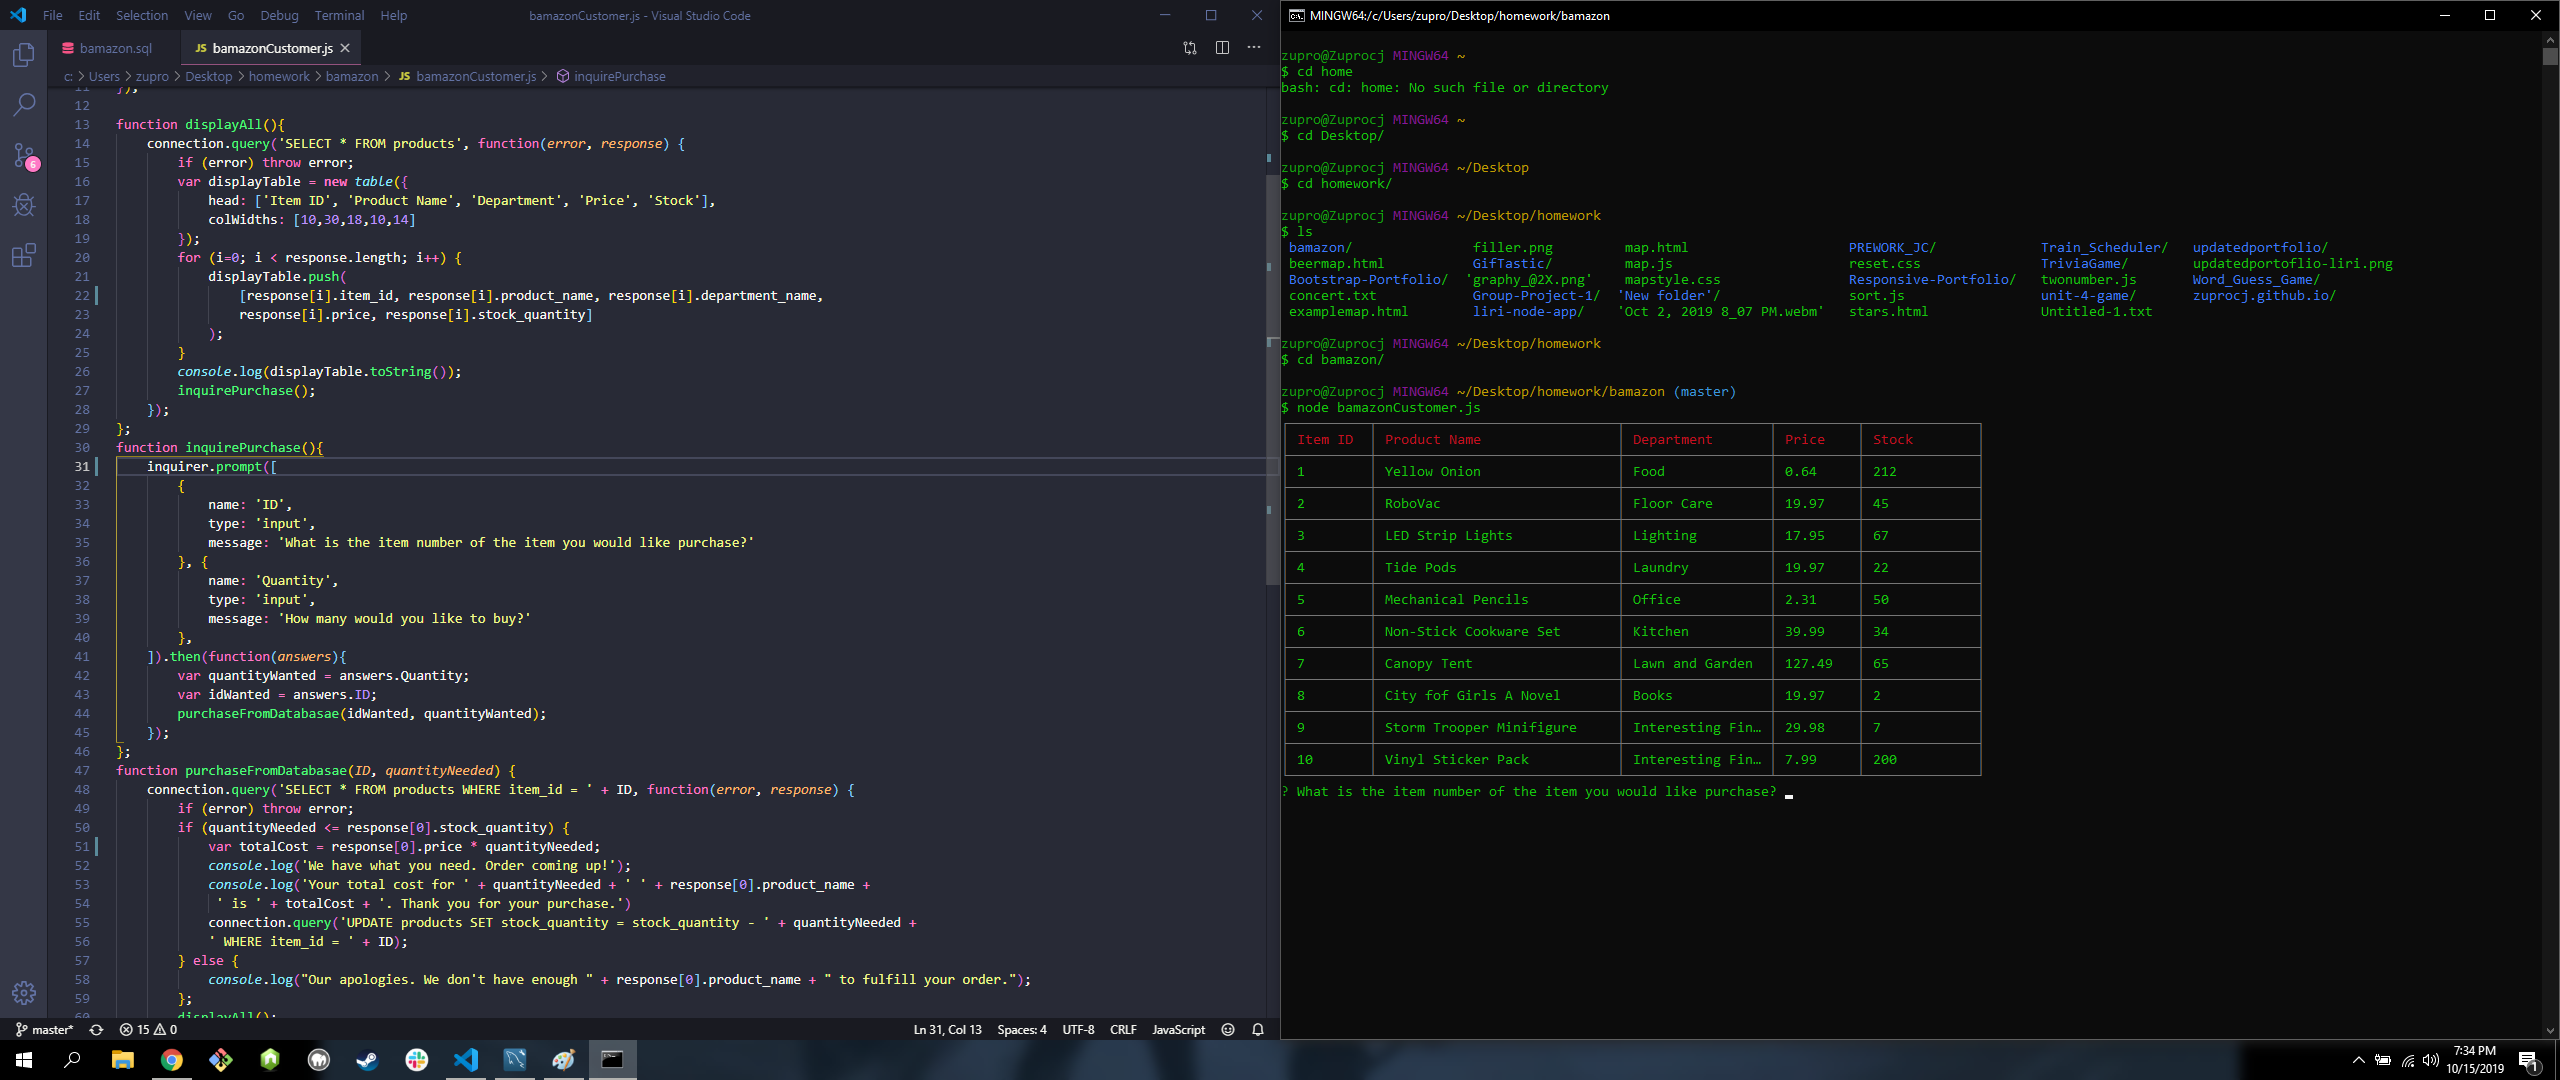 File Edit Selection View Go Debug Terminal Help bamazonCustomer.js - Visual Studio Code
bamazon.sql JS bamazonCustomer.js
c: > Users > zupro > Desktop > homework > bamazon > JS bamazonCustomer.js > inquirePurchase
11 });
12
13 function displayAll(){
14 connection.query('SELECT * FROM products', function(error, response) {
15 if (error) throw error;
16 var displayTable = new table({
17 head: ['Item ID', 'Product Name', 'Department', 'Price', 'Stock'],
18 colWidths: [10,30,18,10,14]
19 });
20 for (i=0; i < response.length; i++) {
21 displayTable.push(
22 [response[i].item_id, response[i].product_name, response[i].department_name,
23 response[i].price, response[i].stock_quantity]
24 );
25 }
26 console.log(displayTable.toString());
27 inquirePurchase();
28 });
29 };
30 function inquirePurchase(){
31 inquirer.prompt([
32 {
33 name: 'ID',
34 type: 'input',
35 message: 'What is the item number of the item you would like purchase?'
36 }, {
37 name: 'Quantity',
38 type: 'input',
39 message: 'How many would you like to buy?'
40 },
41 ]).then(function(answers){
42 var quantityWanted = answers.Quantity;
43 var idWanted = answers.ID;
44 purchaseFromDatabasae(idWanted, quantityWanted);
45 });
46 };
47 function purchaseFromDatabasae(ID, quantityNeeded) {
48 connection.query('SELECT * FROM products WHERE item_id = ' + ID, function(error, response) {
49 if (error) throw error;
50 if (quantityNeeded <= response[0].stock_quantity) {
51 var totalCost = response[0].price * quantityNeeded;
52 console.log('We have what you need. Order coming up!');
53 console.log('Your total cost for ' + quantityNeeded + ' ' + response[0].product_name +
54 ' is ' + totalCost + '. Thank you for your purchase.')
55 connection.query('UPDATE products SET stock_quantity = stock_quantity - ' + quantityNeeded +
56 ' WHERE item_id = ' + ID);
57 } else {
58 console.log("Our apologies. We don't have enough " + response[0].product_name + " to fulfill your order.");
59 };
60 displayAll();
6
master* 15 0 Ln 31, Col 13 Spaces: 4 UTF-8 CRLF JavaScript
MINGW64:/c/Users/zupro/Desktop/homework/bamazon
zupro@Zuprocj MINGW64 ~
$ cd home
bash: cd: home: No such file or directory
zupro@Zuprocj MINGW64 ~
$ cd Desktop/
zupro@Zuprocj MINGW64 ~/Desktop
$ cd homework/
zupro@Zuprocj MINGW64 ~/Desktop/homework
$ ls
bamazon/ filler.png map.html PREWORK_JC/ Train_Scheduler/ updatedportfolio/
beermap.html GifTastic/ map.js reset.css TriviaGame/ updatedportoflio-liri.png
Bootstrap-Portfolio/ 'graphy_@2X.png' mapstyle.css Responsive-Portfolio/ twonumber.js Word_Guess_Game/
concert.txt Group-Project-1/ 'New folder'/ sort.js unit-4-game/ zuprocj.github.io/
examplemap.html liri-node-app/ 'Oct 2, 2019 8_07 PM.webm' stars.html Untitled-1.txt
zupro@Zuprocj MINGW64 ~/Desktop/homework
$ cd bamazon/
zupro@Zuprocj MINGW64 ~/Desktop/homework/bamazon (master)
$ node bamazonCustomer.js
Item ID Product Name Department Price Stock
1 Yellow Onion Food 0.64 212
2 RoboVac Floor Care 19.97 45
3 LED Strip Lights Lighting 17.95 67
4 Tide Pods Laundry 19.97 22
5 Mechanical Pencils Office 2.31 50
6 Non-Stick Cookware Set Kitchen 39.99 34
7 Canopy Tent Lawn and Garden 127.49 65
8 City fof Girls A Novel Books 19.97 2
9 Storm Trooper Minifigure Interesting Fin… 29.98 7
10 Vinyl Sticker Pack Interesting Fin… 7.99 200
? What is the item number of the item you would like purchase?
7:34 PM
10/15/2019
1